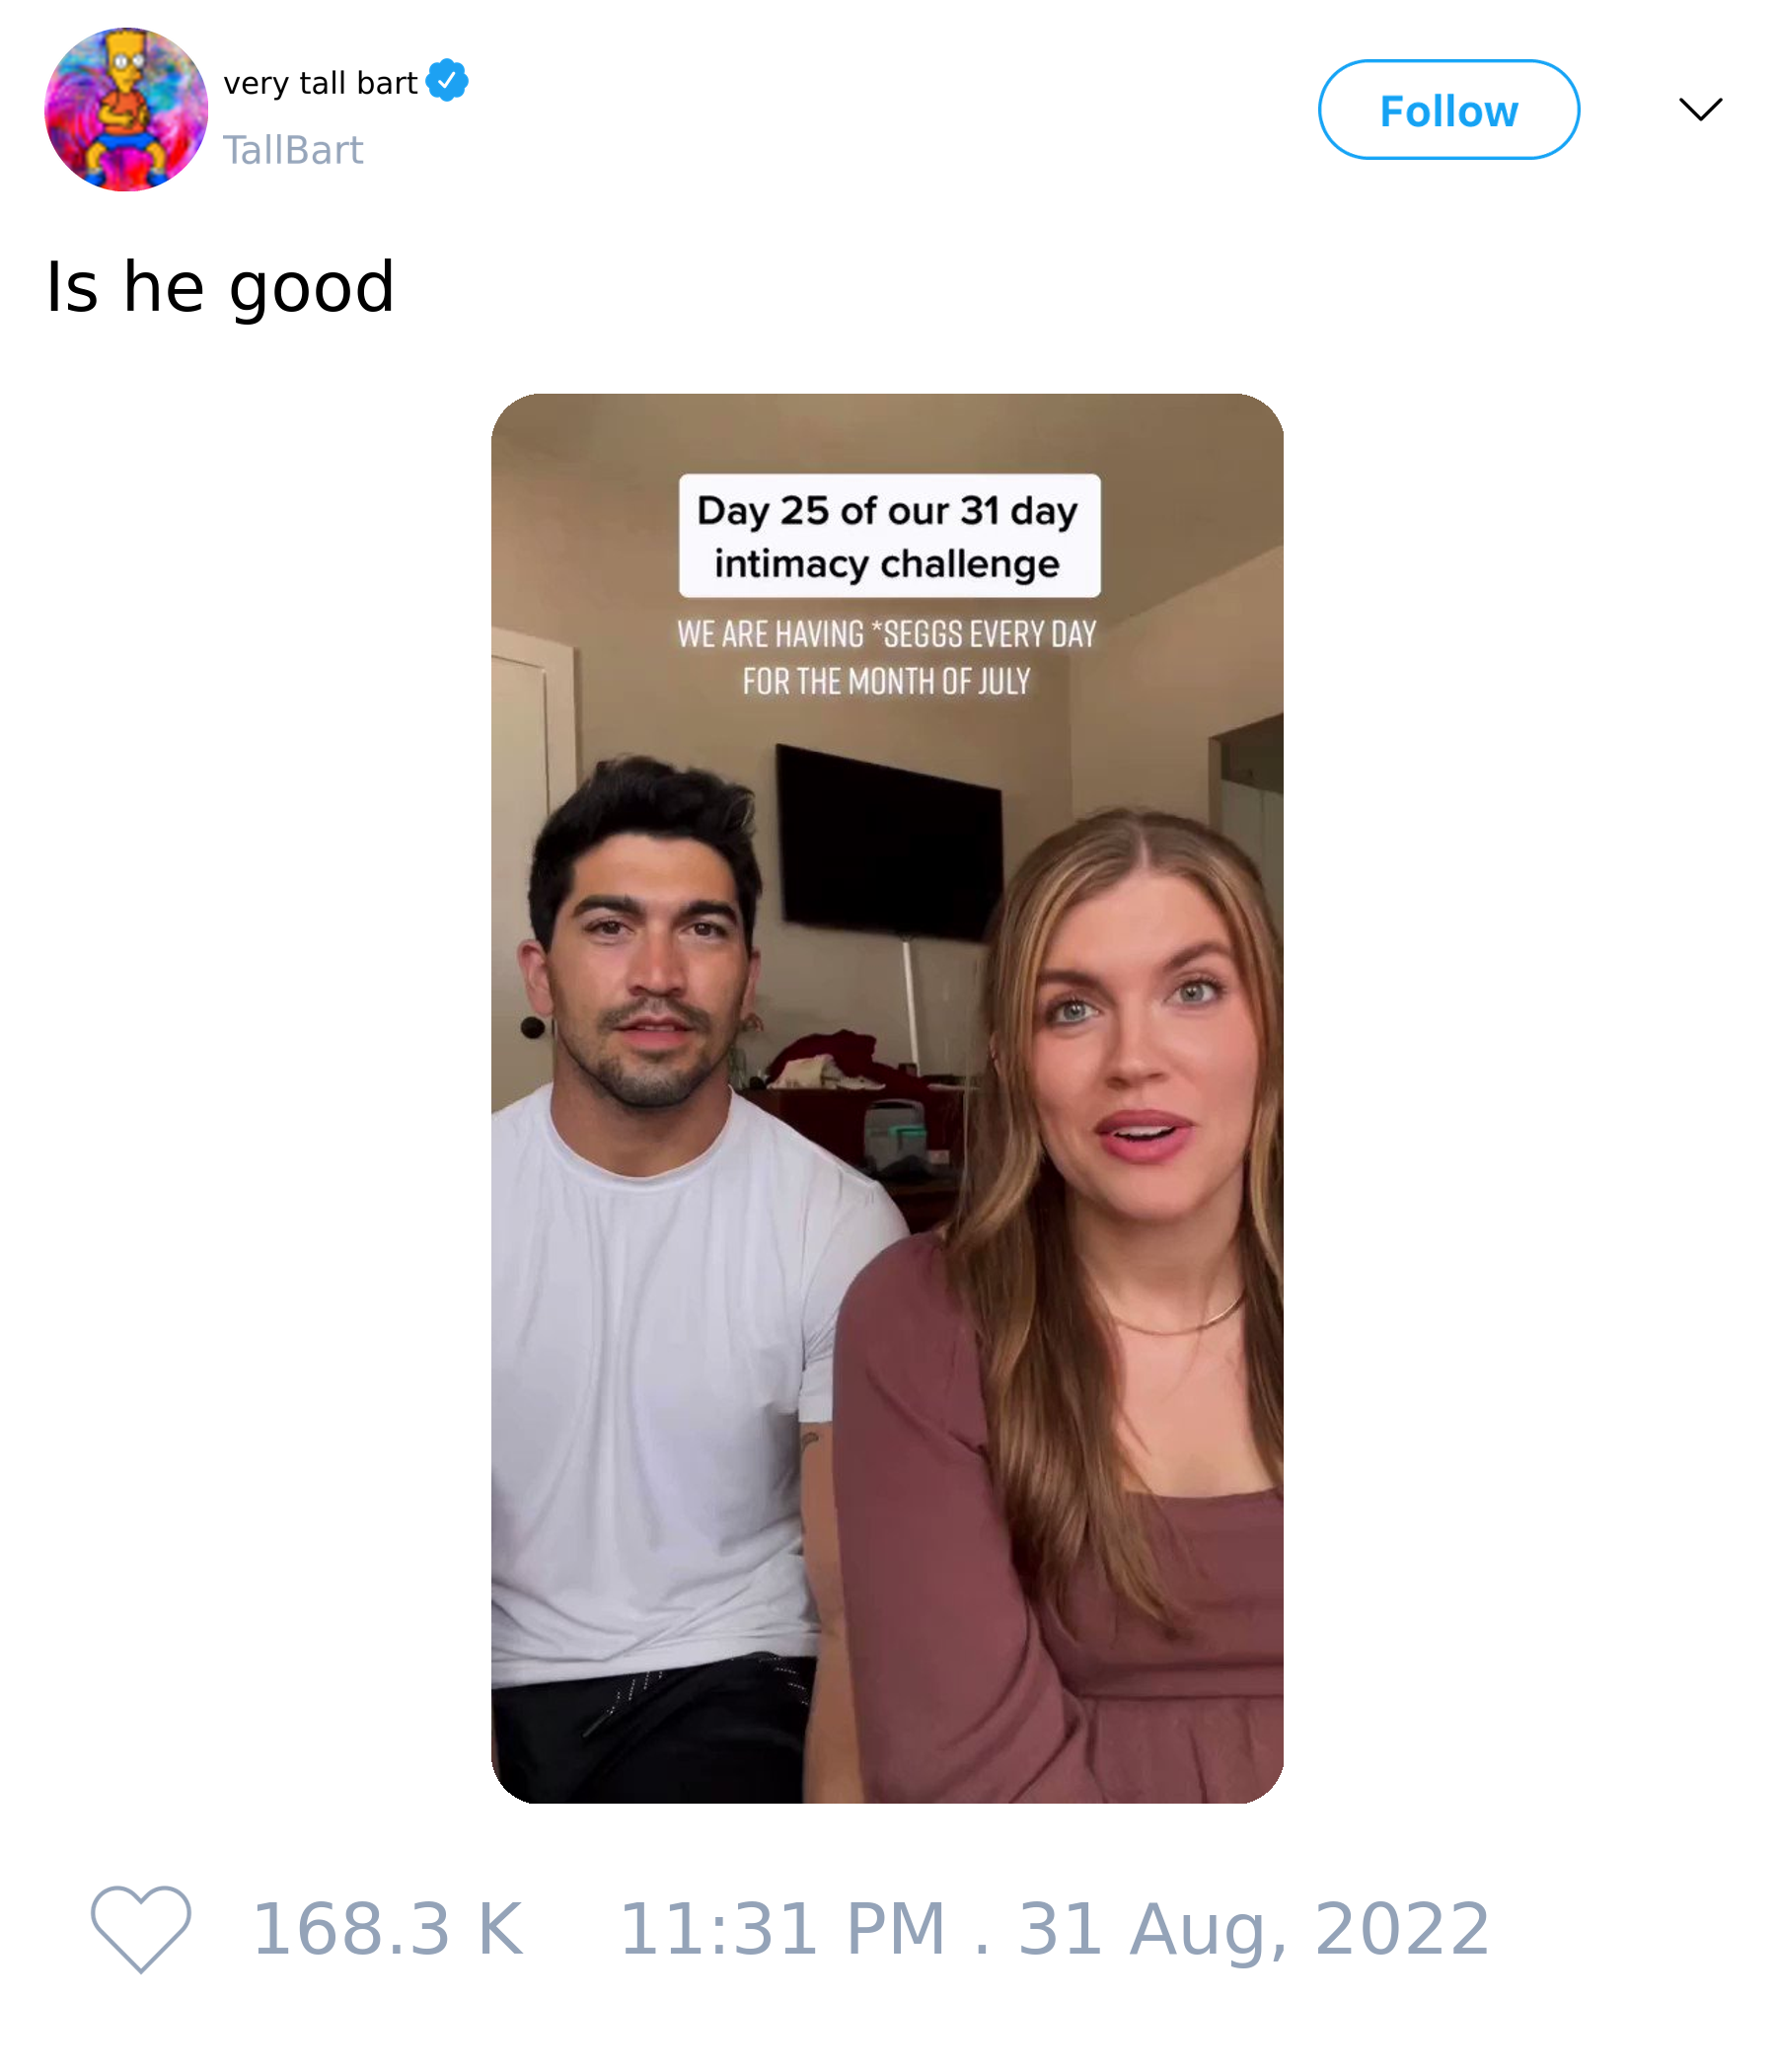 very tall bart
TallBart
Follow
Is he good
Day 25 of our 31 day
intimacy challenge
WE ARE HAVING *SEGGS EVERY DAY
FOR THE MONTH OF JULY
168.3 K 11:31 PM . 31 Aug, 2022